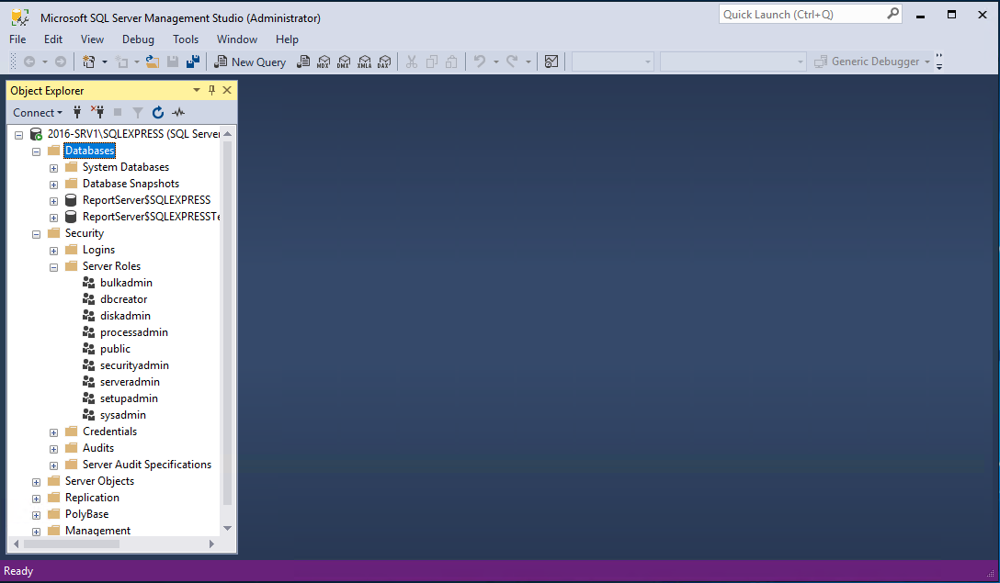 Microsoft SQL Server Management Studio (Administrator)
Quick Launch (Ctrl+Q)
File Edit View Debug Tools Window Help
New Query MDX DMX XMLA DAX Generic Debugger
Object Explorer
Connect
2016-SRV1\SQLEXPRESS (SQL Server
Databases
System Databases
Database Snapshots
ReportServer$SQLEXPRESS
ReportServer$SQLEXPRESSTe
Security
Logins
Server Roles
bulkadmin
dbcreator
diskadmin
processadmin
public
securityadmin
serveradmin
setupadmin
sysadmin
Credentials
Audits
Server Audit Specifications
Server Objects
Replication
PolyBase
Management
Ready